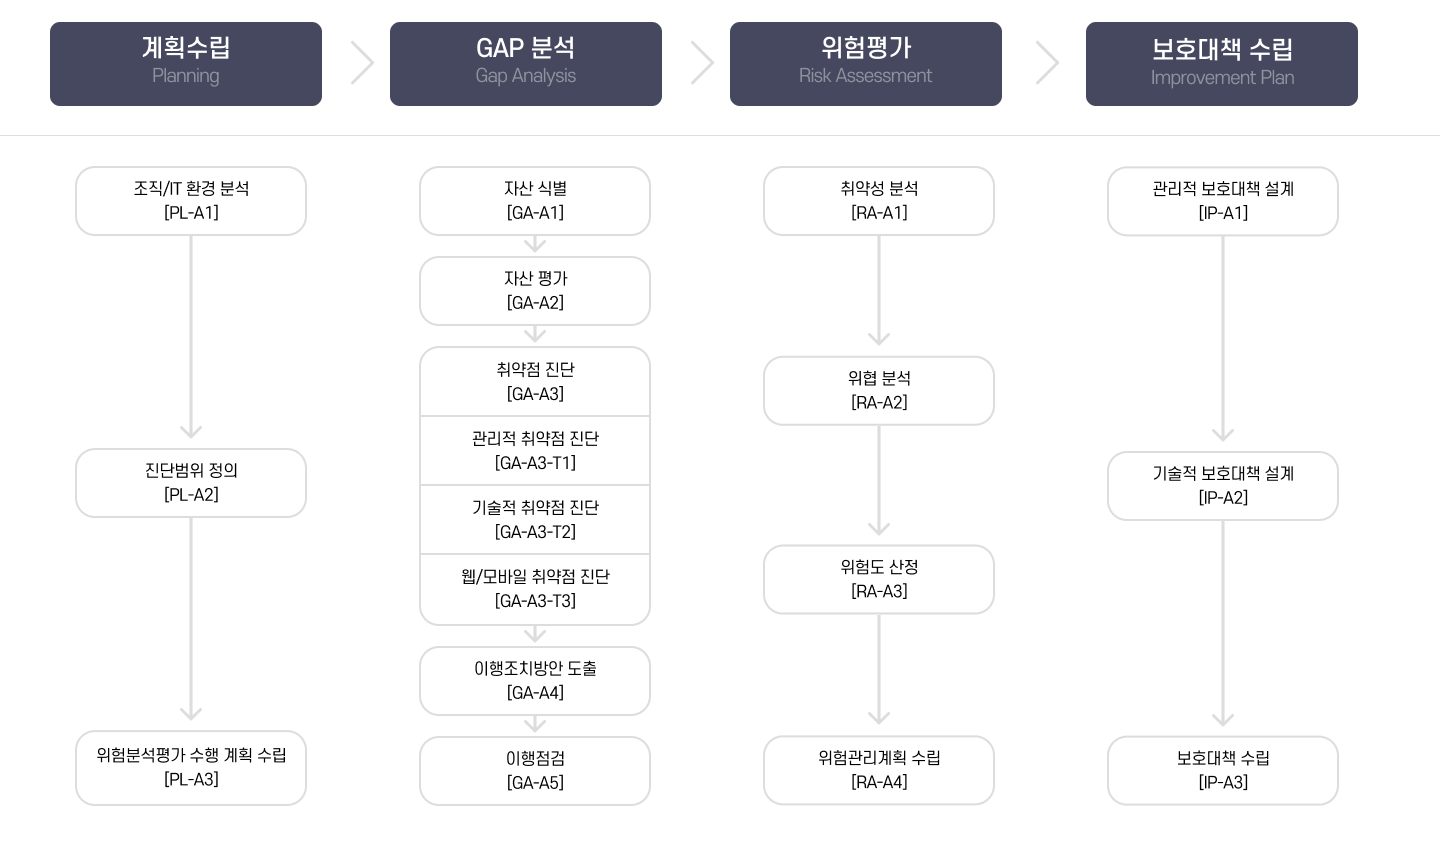 계획수립
Planning
GAP 분석
Gap Analysis
위험평가
Risk Assessment
보호대책 수립
Improvement Plan
조직/IT 환경 분석
[PL-A1]
진단범위 정의
[PL-A2]
위험분석평가 수행 계획 수립
[PL-A3]
자산 식별
[GA-A1]
자산 평가
[GA-A2]
취약점 진단
[GA-A3]
관리적 취약점 진단
[GA-A3-T1]
기술적 취약점 진단
[GA-A3-T2]
웹/모바일 취약점 진단
[GA-A3-T3]
이행조치방안 도출
[GA-A4]
이행점검
[GA-A5]
취약성 분석
[RA-A1]
위협 분석
[RA-A2]
위험도 산정
[RA-A3]
위험관리계획 수립
[RA-A4]
관리적 보호대책 설계
[IP-A1]
기술적 보호대책 설계
[IP-A2]
보호대책 수립
[IP-A3]